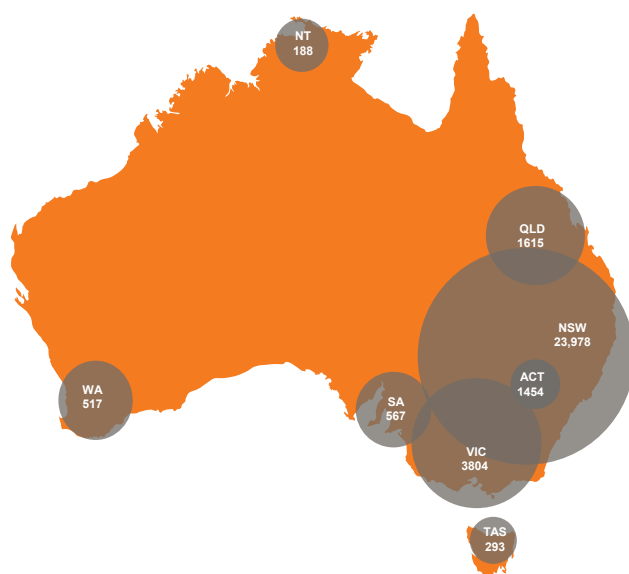 NT
188
QLD
1615
NSW
23,978
ACT
1454
WA
517
SA
567
VIC
3804
TAS
293